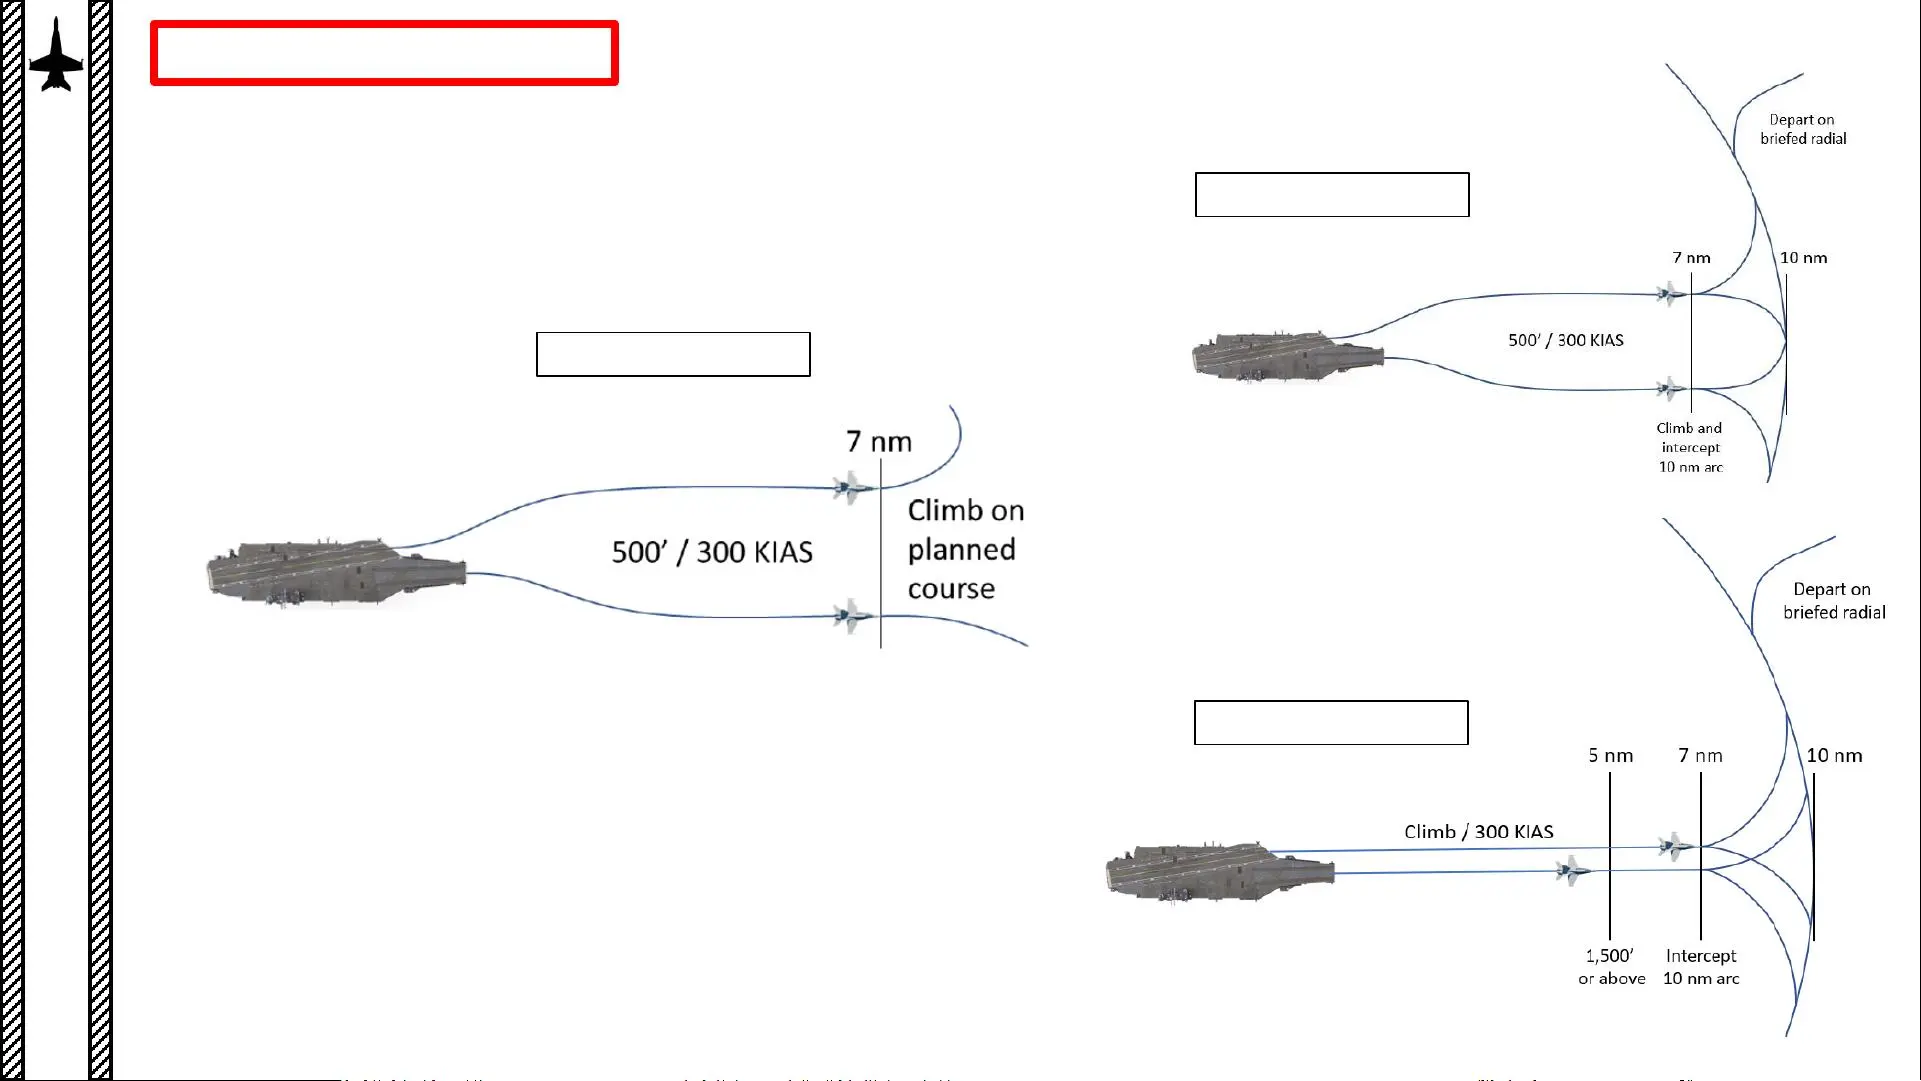 7 nm
500’ / 300 KIAS
Climb on
planned
course
Depart on
briefed radial
7 nm
10 nm
500’ / 300 KIAS
Climb and
intercept
10 nm arc
Depart on
briefed radial
5 nm
7 nm
10 nm
Climb / 300 KIAS
1,500’
or above
Intercept
10 nm arc